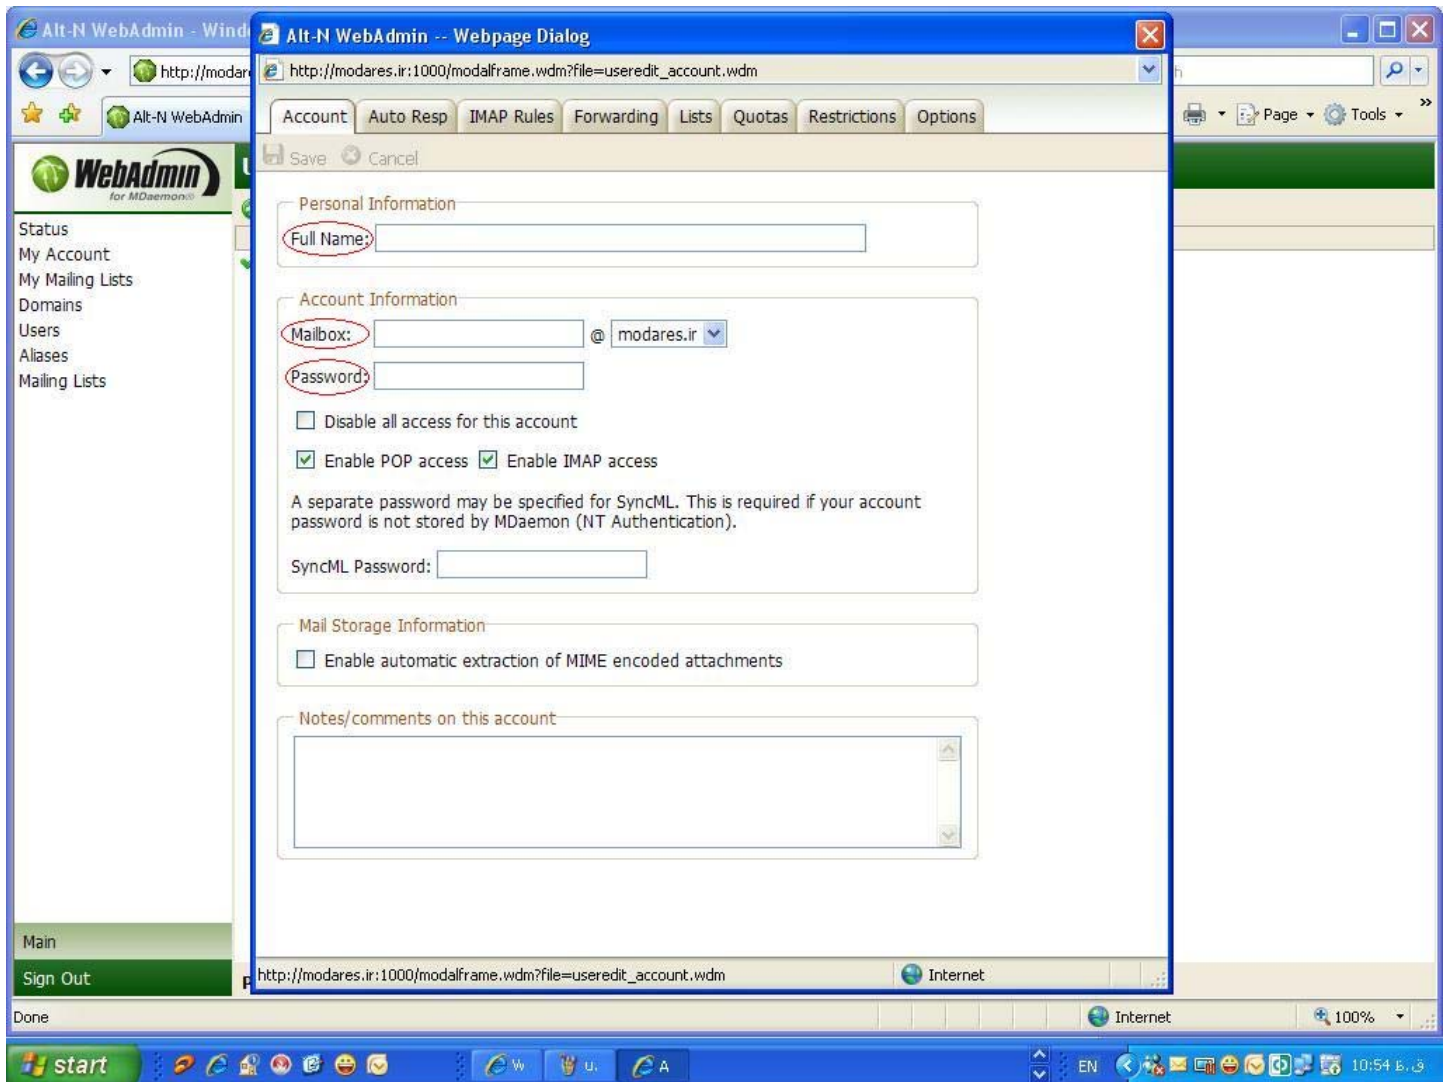 Alt-N WebAdmin - Wind
Alt-N WebAdmin -- Webpage Dialog
http://modar
http://modares.ir:1000/modalframe.wdm?file=useredit_account.wdm
Alt-N WebAdmin
Page
Tools
Account Auto Resp IMAP Rules Forwarding Lists Quotas Restrictions Options
Save Cancel
WebAdmin
for MDaemon®
Status
My Account
My Mailing Lists
Domains
Users
Aliases
Mailing Lists
Personal Information
Full Name:
Account Information
Mailbox: @ modares.ir
Password:
Disable all access for this account
Enable POP access Enable IMAP access
A separate password may be specified for SyncML. This is required if your account
password is not stored by MDaemon (NT Authentication).
SyncML Password:
Mail Storage Information
Enable automatic extraction of MIME encoded attachments
Notes/comments on this account
Main
Sign Out
http://modares.ir:1000/modalframe.wdm?file=useredit_account.wdm Internet
Done Internet 100%
start W u. A EN 10:54 ق.ظ